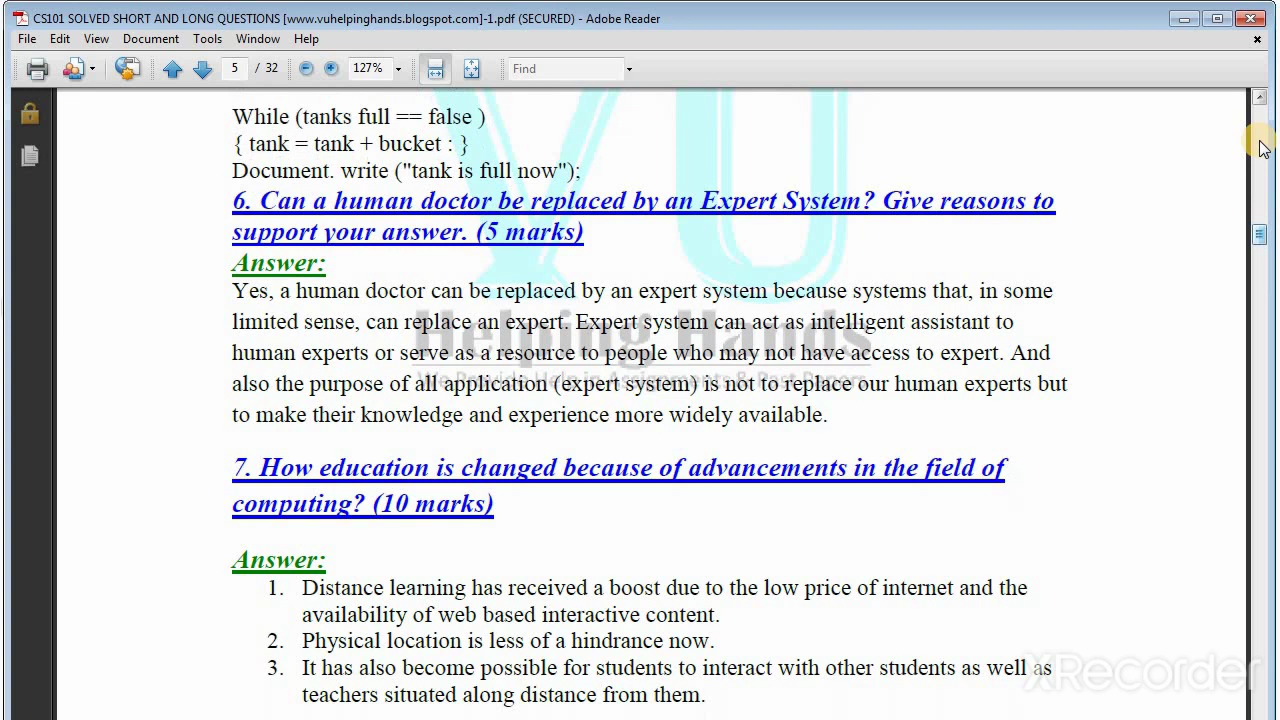 CS101 SOLVED SHORT AND LONG QUESTIONS [www.vuhelpinghands.blogspot.com]-1.pdf (SECURED) - Adobe Reader
File Edit View Document Tools Window Help
5 / 32 127% Find
While (tanks full == false )
{ tank = tank + bucket : }
Document. write ("tank is full now");
6. Can a human doctor be replaced by an Expert System? Give reasons to
support your answer. (5 marks)
Answer:
Yes, a human doctor can be replaced by an expert system because systems that, in some
limited sense, can replace an expert. Expert system can act as intelligent assistant to
human experts or serve as a resource to people who may not have access to expert. And
also the purpose of all application (expert system) is not to replace our human experts but
to make their knowledge and experience more widely available.
VU
Helping Hands
We Provide Help in Assignments & Past Papers
7. How education is changed because of advancements in the field of
computing? (10 marks)
Answer:
1. Distance learning has received a boost due to the low price of internet and the
availability of web based interactive content.
2. Physical location is less of a hindrance now.
3. It has also become possible for students to interact with other students as well as
teachers situated along distance from them.
XRecorder